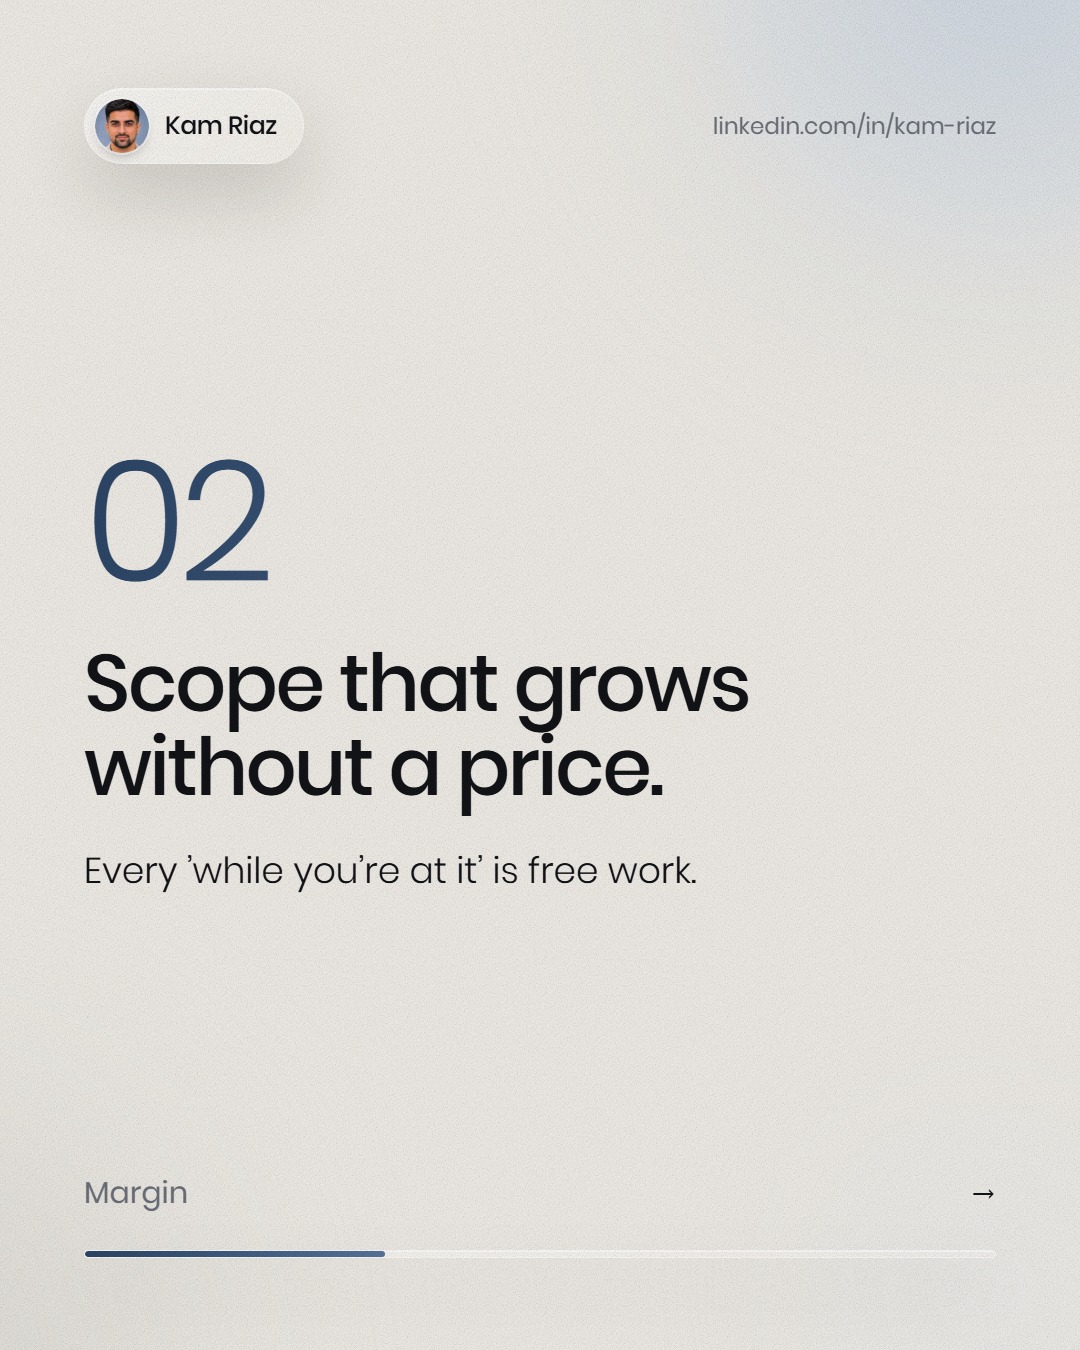 Kam Riaz
linkedin.com/in/kam-riaz
02
Scope that grows
without a price.
Every ’while you’re at it’ is free work.
Margin
→